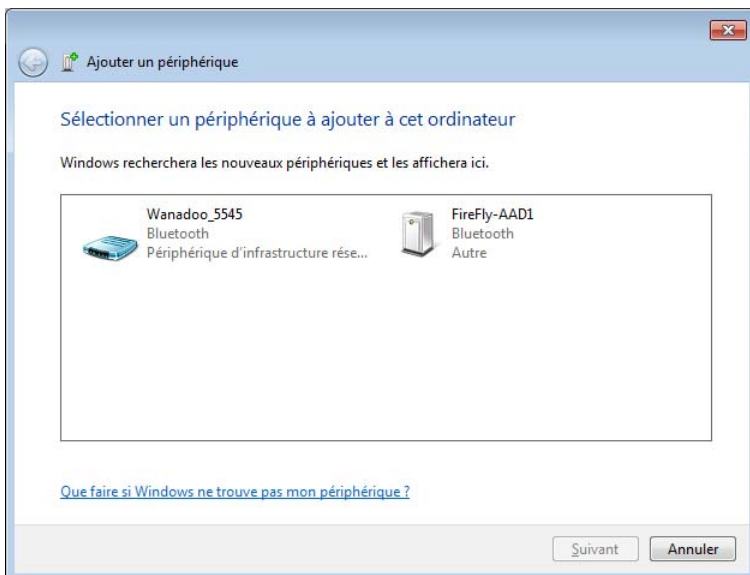 Ajouter un périphérique
Sélectionner un périphérique à ajouter à cet ordinateur
Windows recherchera les nouveaux périphériques et les affichera ici.
Wanadoo_5545
Bluetooth
Périphérique d'infrastructure rése...
FireFly-AAD1
Bluetooth
Autre
Que faire si Windows ne trouve pas mon périphérique ?
Suivant
Annuler